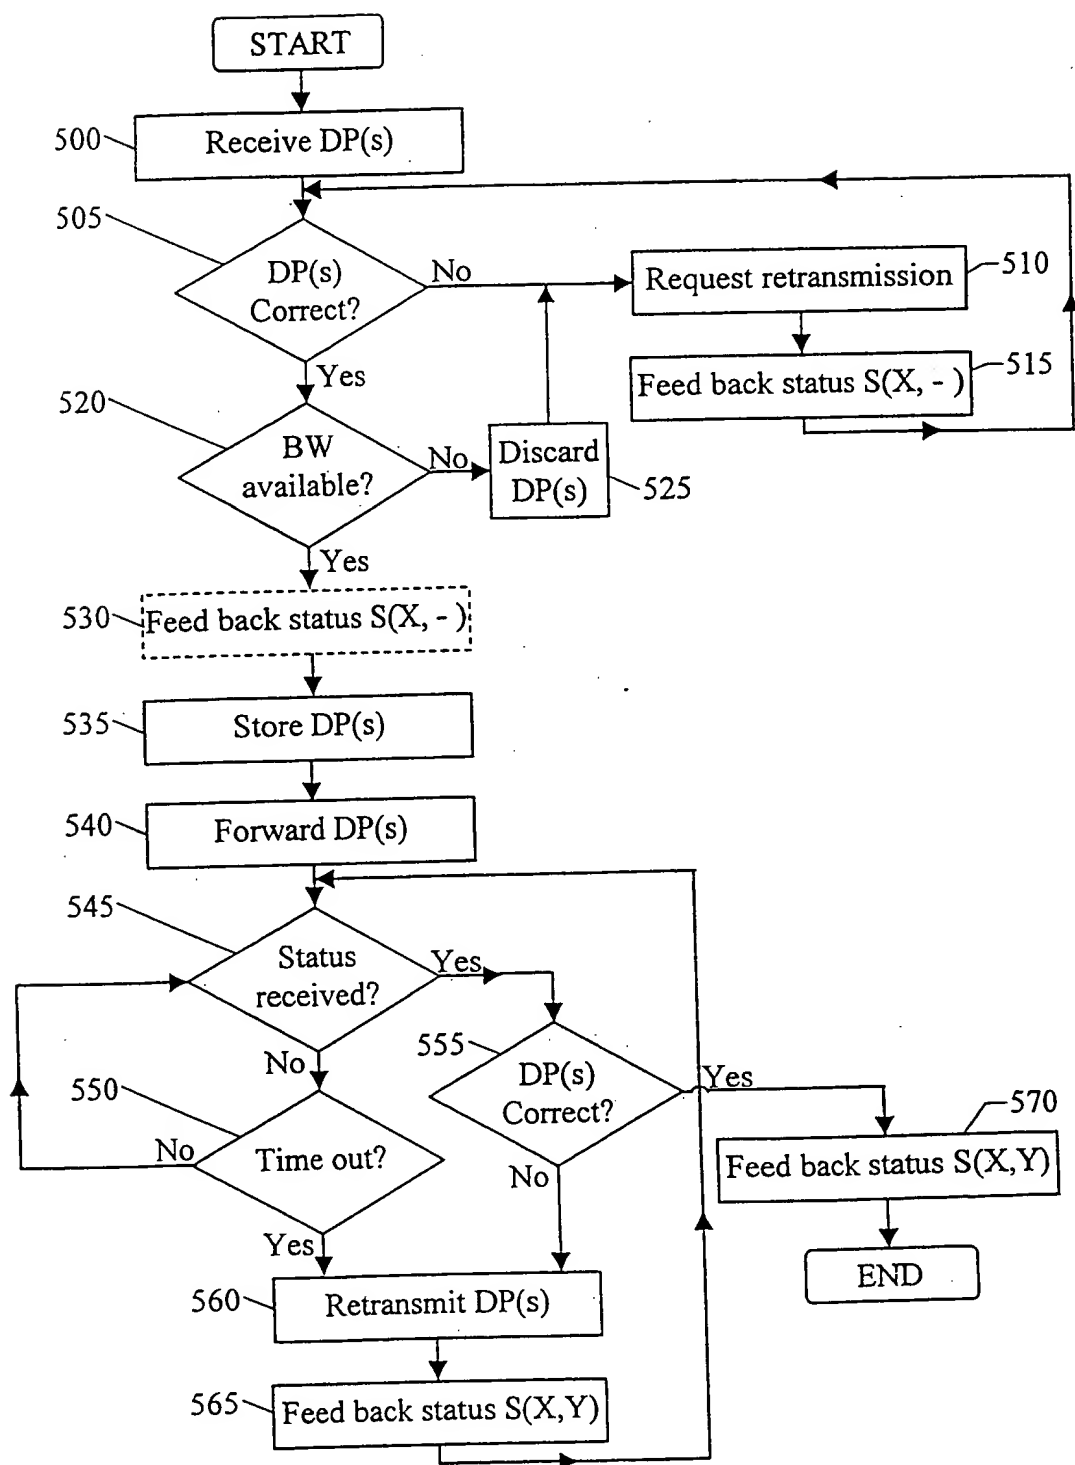 START
500
Receive DP(s)
505
DP(s)
Correct?
No
Request retransmission
510
Yes
Feed back status S(X, - )
515
520
BW
available?
No
Discard
DP(s)
525
Yes
530
Feed back status S(X, - )
535
Store DP(s)
540
Forward DP(s)
545
Status
received?
Yes
No
555
DP(s)
Correct?
Yes
550
Time out?
No
570
Feed back status S(X,Y)
No
Yes
END
560
Retransmit DP(s)
565
Feed back status S(X,Y)